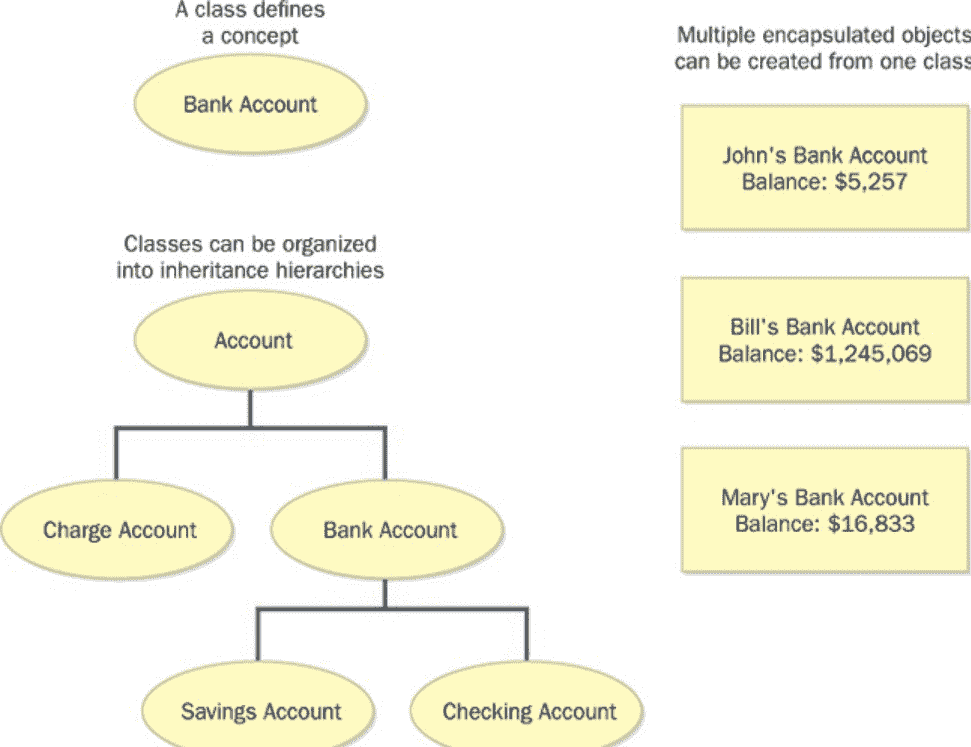 A class defines
a concept
Bank Account
Multiple encapsulated objects
can be created from one class
John's Bank Account
Balance: $5,257
Bill's Bank Account
Balance: $1,245,069
Mary's Bank Account
Balance: $16,833
Classes can be organized
into inheritance hierarchies
Account
Charge Account
Bank Account
Savings Account
Checking Account